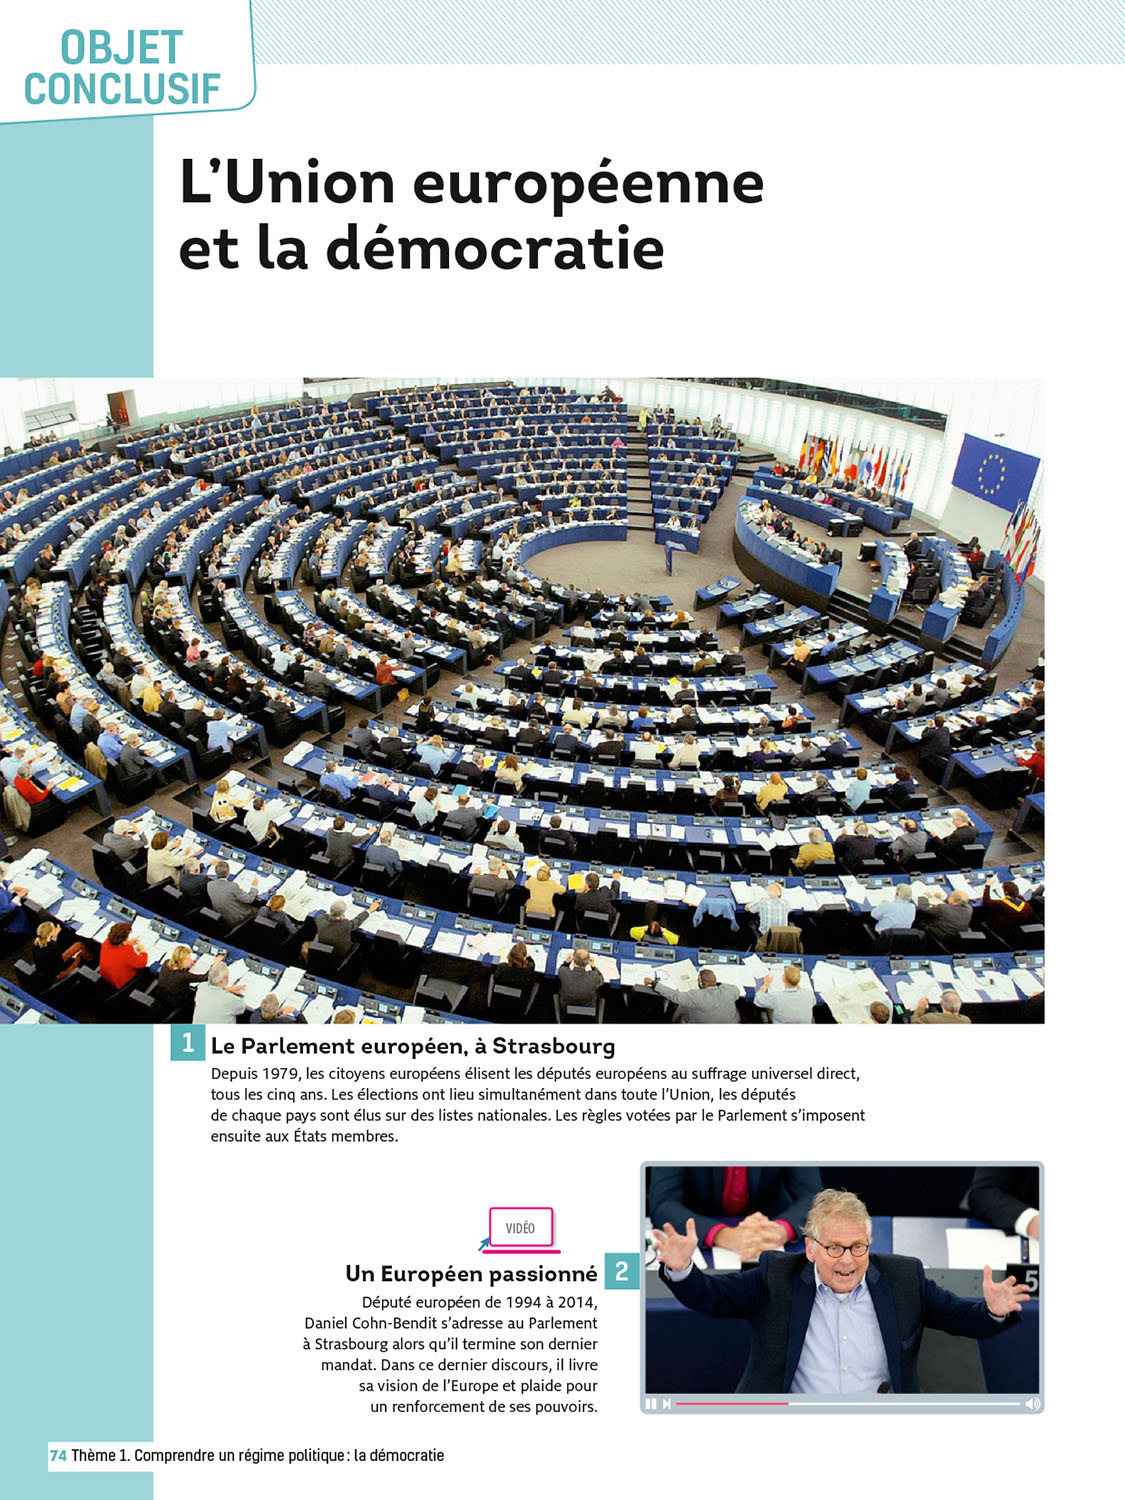 OBJET
CONCLUSIF
L’Union européenne
et la démocratie
1 Le Parlement européen, à Strasbourg
Depuis 1979, les citoyens européens élisent les députés européens au suffrage universel direct,
tous les cinq ans. Les élections ont lieu simultanément dans toute l’Union, les députés
de chaque pays sont élus sur des listes nationales. Les règles votées par le Parlement s’imposent
ensuite aux États membres.
VIDÉO
Un Européen passionné 2
Député européen de 1994 à 2014,
Daniel Cohn-Bendit s’adresse au Parlement
à Strasbourg alors qu’il termine son dernier
mandat. Dans ce dernier discours, il livre
sa vision de l’Europe et plaide pour
un renforcement de ses pouvoirs.
5
74 Thème 1. Comprendre un régime politique : la démocratie